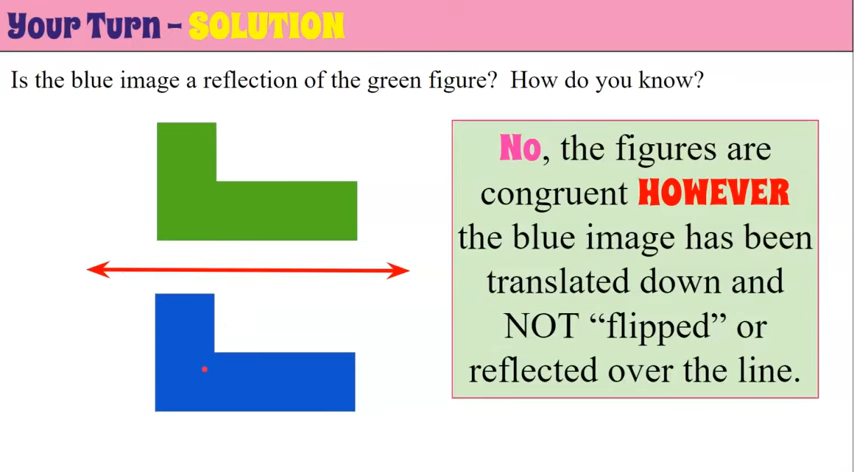 Your Turn – SOLUTION
Is the blue image a reflection of the green figure? How do you know?
No, the figures are
congruent HOWEVER
the blue image has been
translated down and
NOT “flipped” or
reflected over the line.